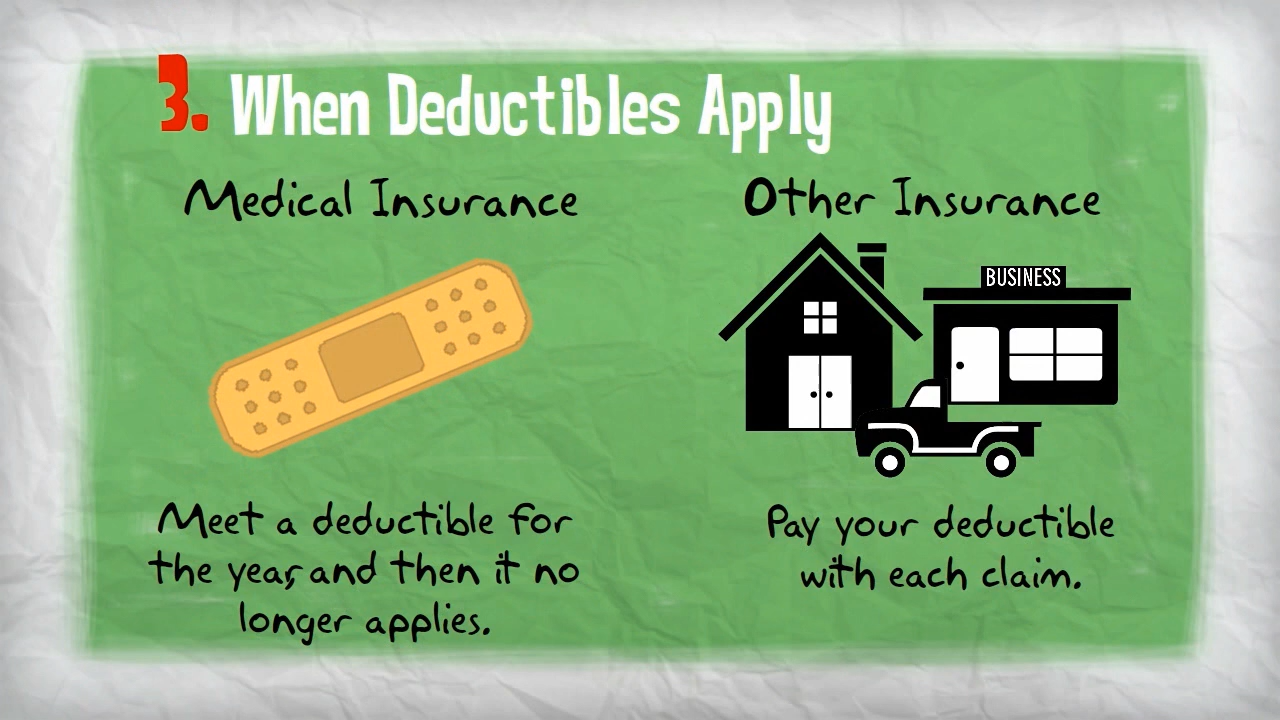 3. When Deductibles Apply
Medical Insurance
Meet a deductible for
the year, and then it no
longer applies.
Other Insurance
BUSINESS
Pay your deductible
with each claim.